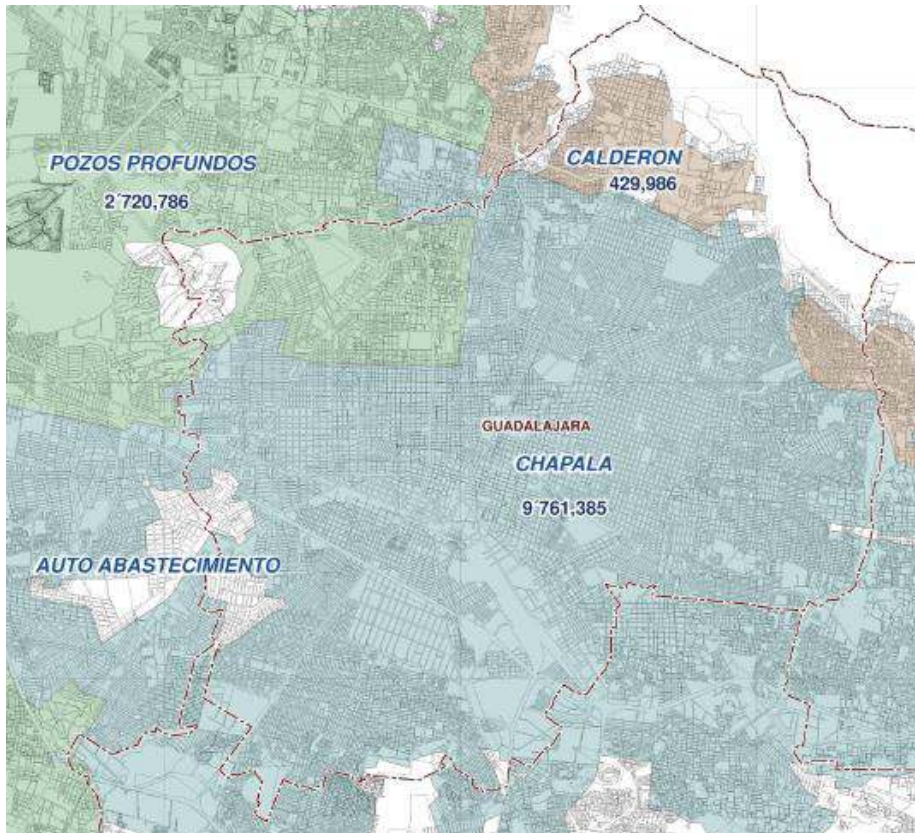 POZOS PROFUNDOS
2´720,786
CALDERON
429,986
GUADALAJARA
CHAPALA
9´761,385
AUTO ABASTECIMIENTO